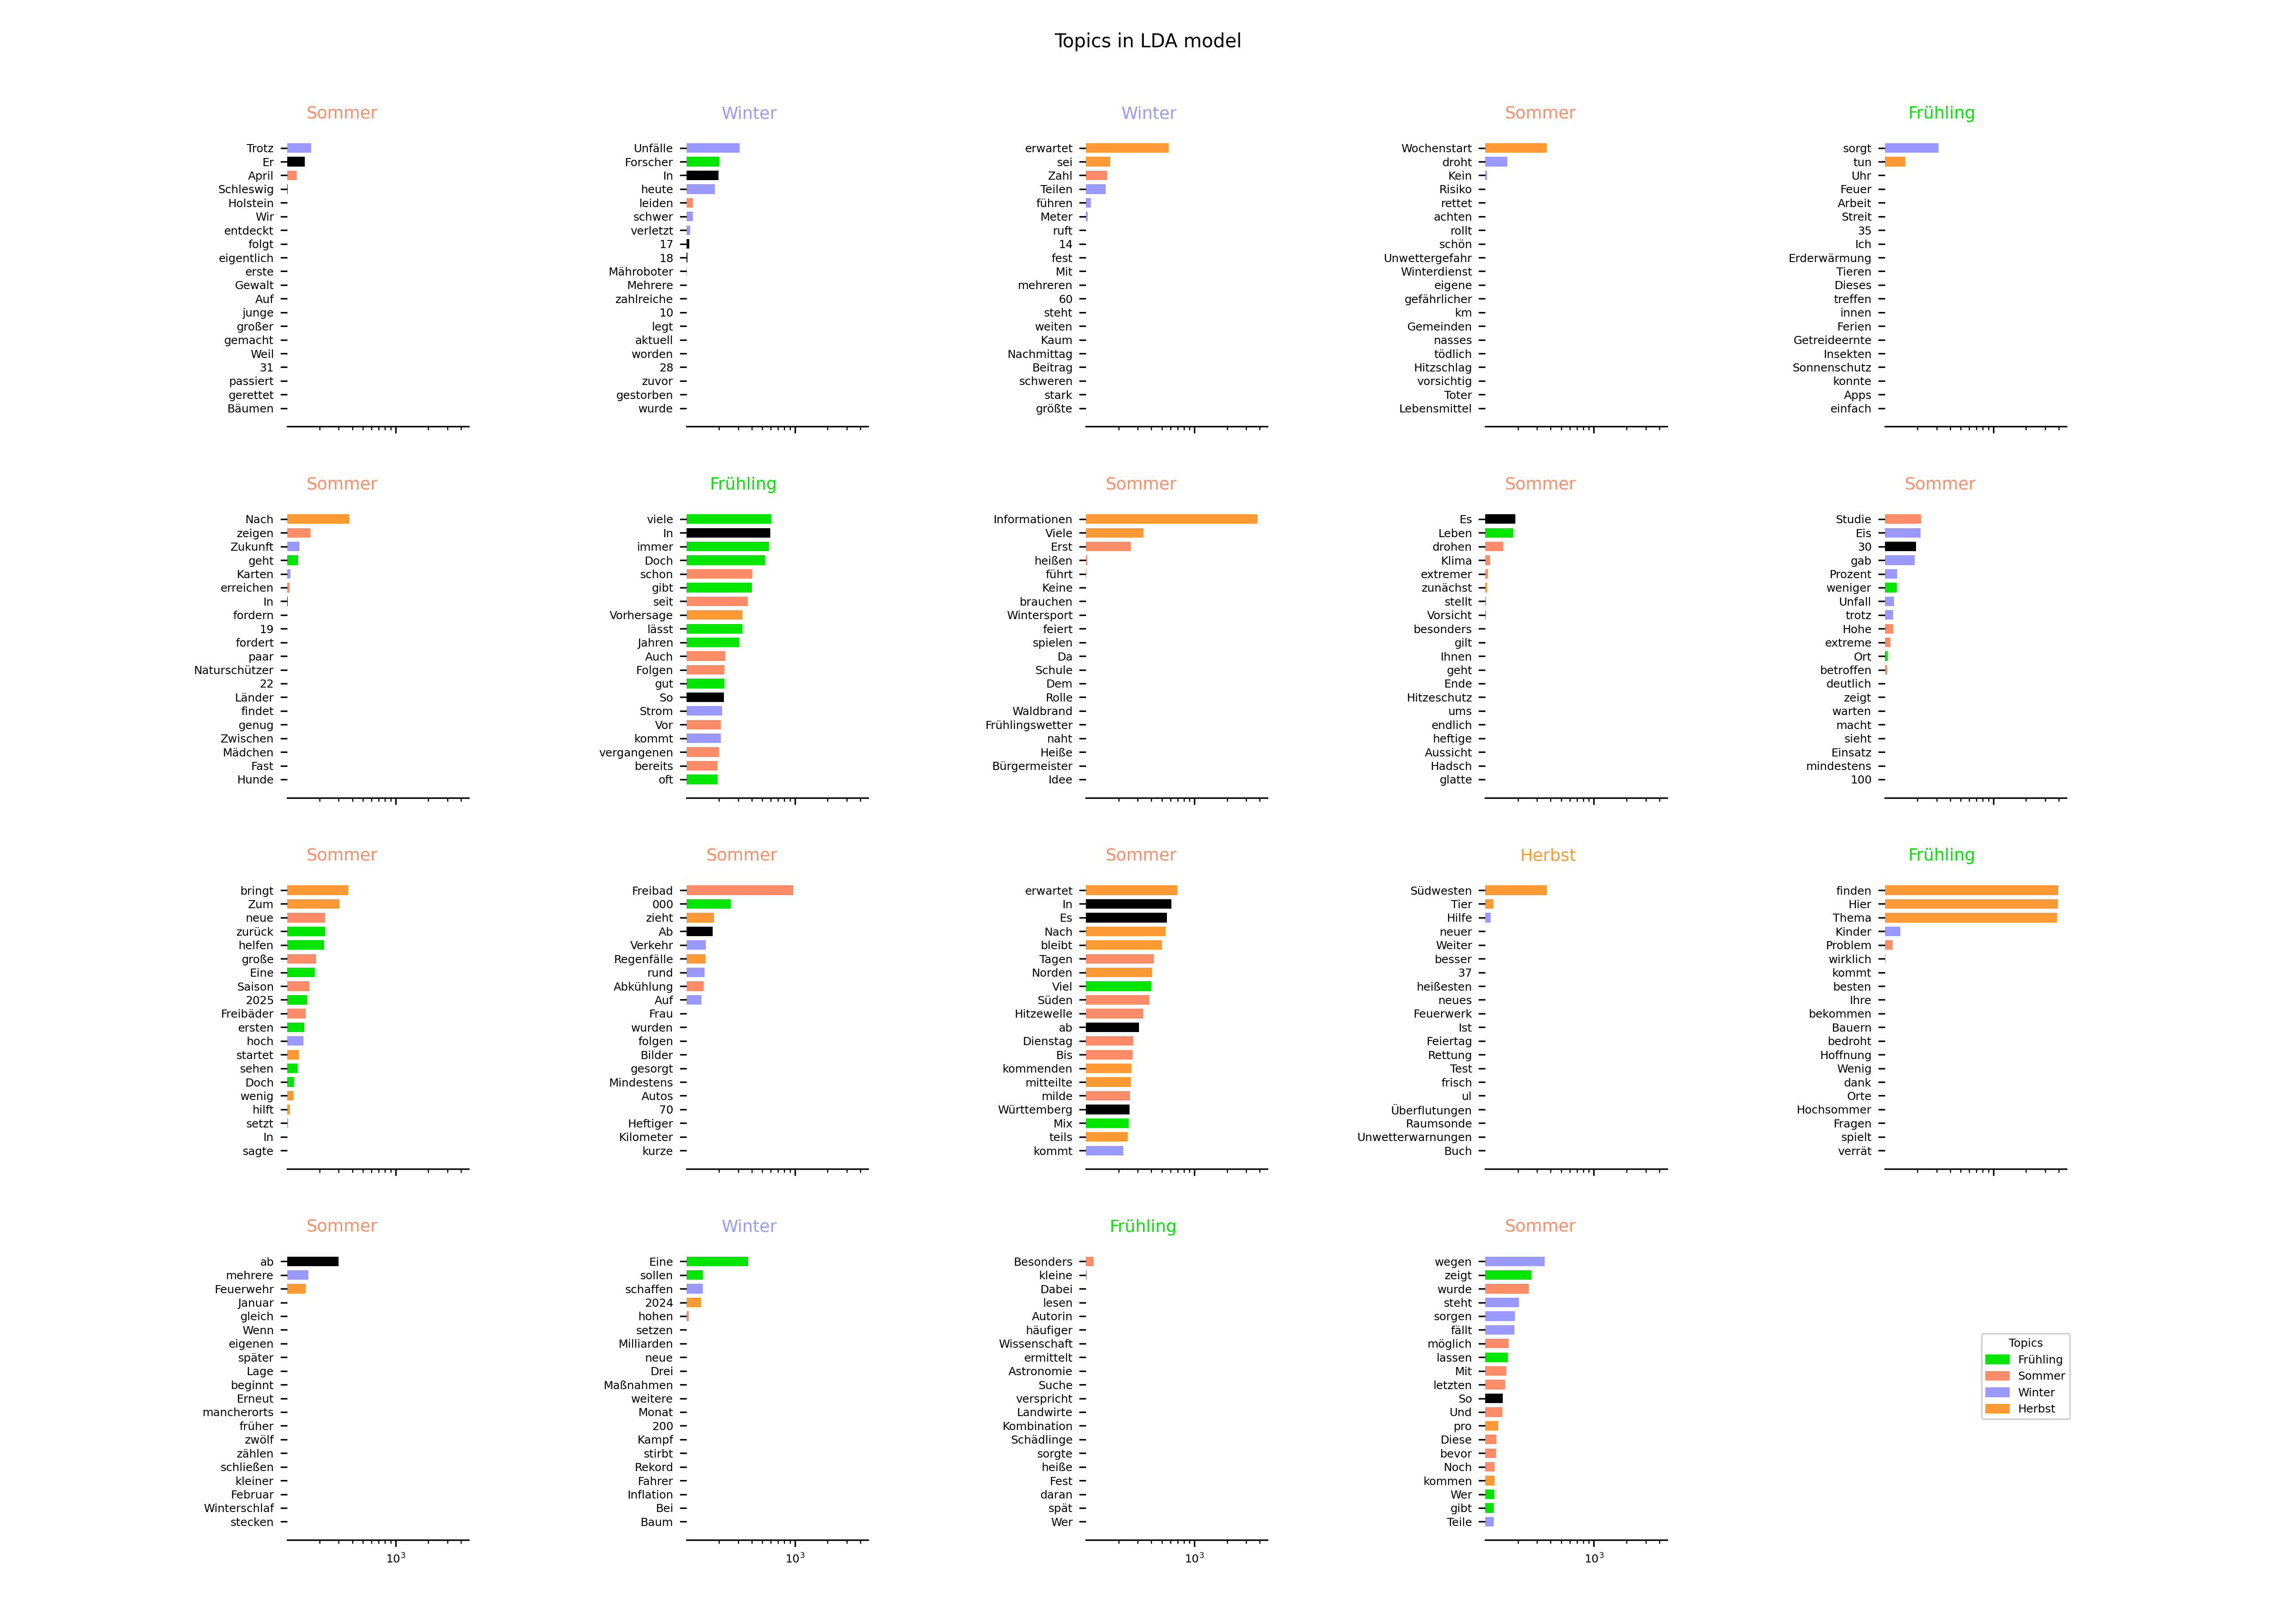 Topics in LDA model
Sommer
Trotz
Er
April
Schleswig
Holstein
Wir
entdeckt
folgt
eigentlich
erste
Gewalt
Auf
junge
großer
gemacht
Weil
31
passiert
gerettet
Bäumen
Winter
Unfälle
Forscher
In
heute
leiden
schwer
verletzt
17
18
Mähroboter
Mehrere
zahlreiche
10
legt
aktuell
worden
28
zuvor
gestorben
wurde
Winter
erwartet
sei
Zahl
Teilen
führen
Meter
ruft
14
fest
Mit
mehreren
60
steht
weiten
Kaum
Nachmittag
Beitrag
schweren
stark
größte
Sommer
Wochenstart
droht
Kein
Risiko
rettet
achten
rollt
schön
Unwettergefahr
Winterdienst
eigene
gefährlicher
km
Gemeinden
nasses
tödlich
Hitzschlag
vorsichtig
Toter
Lebensmittel
Frühling
sorgt
tun
Uhr
Feuer
Arbeit
Streit
35
Ich
Erderwärmung
Tieren
Dieses
treffen
innen
Ferien
Getreideernte
Insekten
Sonnenschutz
konnte
Apps
einfach
Sommer
Nach
zeigen
Zukunft
geht
Karten
erreichen
In
fordern
19
fordert
paar
Naturschützer
22
Länder
findet
genug
Zwischen
Mädchen
Fast
Hunde
Frühling
viele
In
immer
Doch
schon
gibt
seit
Vorhersage
lässt
Jahren
Auch
Folgen
gut
So
Strom
Vor
kommt
vergangenen
bereits
oft
Sommer
Informationen
Viele
Erst
heißen
führt
Keine
brauchen
Wintersport
feiert
spielen
Da
Schule
Dem
Rolle
Waldbrand
Frühlingswetter
naht
Heiße
Bürgermeister
Idee
Sommer
Es
Leben
drohen
Klima
extremer
zunächst
stellt
Vorsicht
besonders
gilt
Ihnen
geht
Ende
Hitzeschutz
ums
endlich
heftige
Aussicht
Hadsch
glatte
Sommer
Studie
Eis
30
gab
Prozent
weniger
Unfall
trotz
Hohe
extreme
Ort
betroffen
deutlich
zeigt
warten
macht
sieht
Einsatz
mindestens
100
Sommer
bringt
Zum
neue
zurück
helfen
große
Eine
Saison
2025
Freibäder
ersten
hoch
startet
sehen
Doch
wenig
hilft
setzt
In
sagte
Sommer
Freibad
000
zieht
Ab
Verkehr
Regenfälle
rund
Abkühlung
Auf
Frau
wurden
folgen
Bilder
gesorgt
Mindestens
Autos
70
Heftiger
Kilometer
kurze
Sommer
erwartet
In
Es
Nach
bleibt
Tagen
Norden
Viel
Süden
Hitzewelle
ab
Dienstag
Bis
kommenden
mitteilte
milde
Württemberg
Mix
teils
kommt
Herbst
Südwesten
Tier
Hilfe
neuer
Weiter
besser
37
heißesten
neues
Feuerwerk
Ist
Feiertag
Rettung
Test
frisch
ul
Überflutungen
Raumsonde
Unwetterwarnungen
Buch
Frühling
finden
Hier
Thema
Kinder
Problem
wirklich
kommt
besten
Ihre
bekommen
Bauern
bedroht
Hoffnung
Wenig
dank
Orte
Hochsommer
Fragen
spielt
verrät
Sommer
ab
mehrere
Feuerwehr
Januar
gleich
Wenn
eigenen
später
Lage
beginnt
Erneut
mancherorts
früher
zwölf
zählen
schließen
kleiner
Februar
Winterschlaf
stecken
10³
Winter
Eine
sollen
schaffen
2024
hohen
setzen
Milliarden
neue
Drei
Maßnahmen
weitere
Monat
200
Kampf
stirbt
Rekord
Fahrer
Inflation
Bei
Baum
10³
Frühling
Besonders
kleine
Dabei
lesen
Autorin
häufiger
Wissenschaft
ermittelt
Astronomie
Suche
verspricht
Landwirte
Kombination
Schädlinge
sorgte
heiße
Fest
daran
spät
Wer
10³
Sommer
wegen
zeigt
wurde
steht
sorgen
fällt
möglich
lassen
Mit
letzten
So
Und
pro
Diese
bevor
Noch
kommen
Wer
gibt
Teile
10³
Topics
Frühling
Sommer
Winter
Herbst